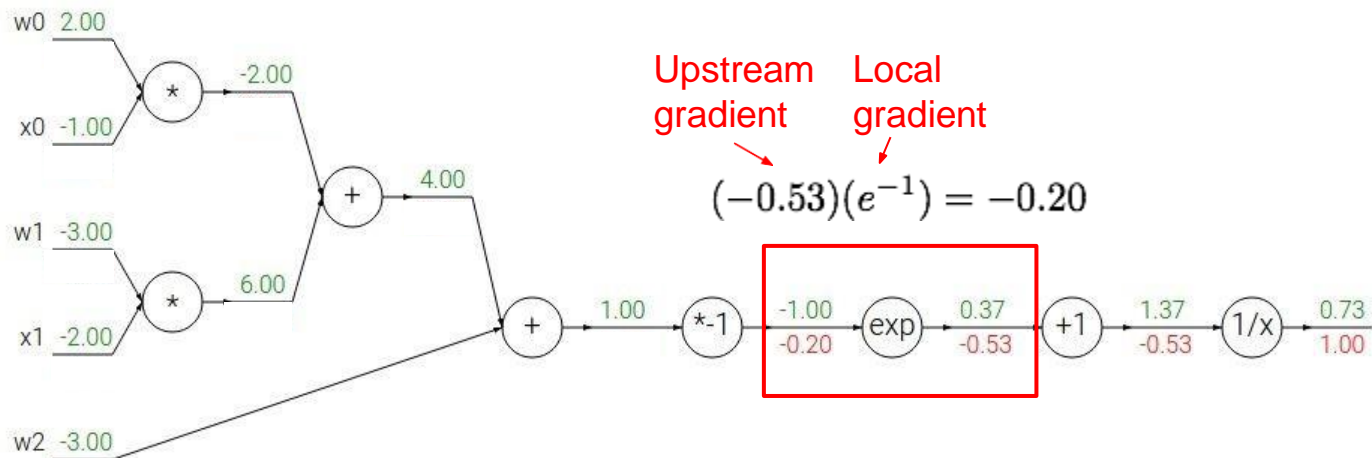 w0 2.00
x0 -1.00
*
-2.00
w1 -3.00
x1 -2.00
*
6.00
+
4.00
w2 -3.00
+
1.00
*-1
-1.00
-0.20
exp
0.37
-0.53
+1
1.37
-0.53
1/x
0.73
1.00
Upstream
gradient
Local
gradient
(-0.53)(e^{-1}) = -0.20